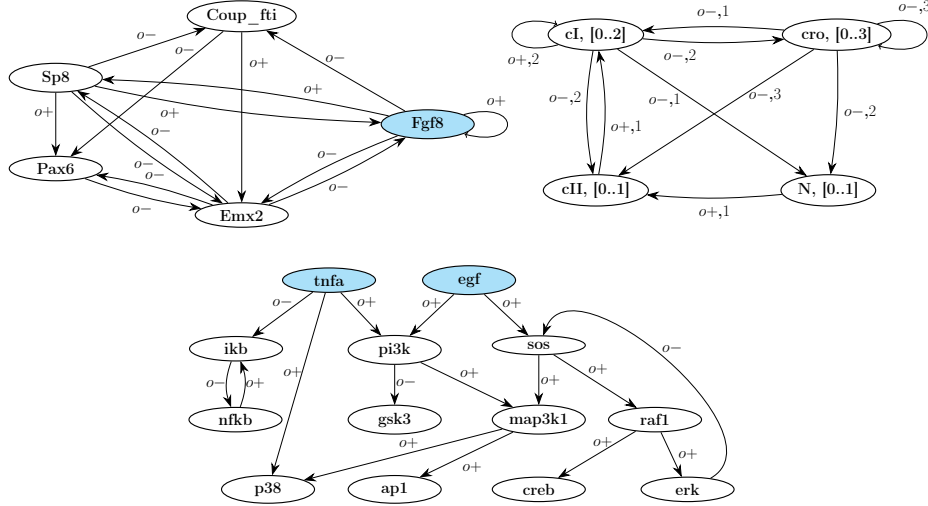 Coup_fti
o−
o−
o−
o+
Sp8
o+
o+
o+
Fgf8
o+
o−
o−
o−
o−
Pax6
o−
o−
Emx2
o−,3
o−,1
cI, [0..2]
cro, [0..3]
o+,2
o−,2
o−,2
o−,1
o−,3
o−,2
o+,1
cII, [0..1]
N, [0..1]
o+,1
tnfa
egf
o−
o+
o+
o+
ikb
pi3k
sos
o−
o−
o+
o+
o−
o+
o+
o+
nfkb
gsk3
map3k1
raf1
o+
o+
o+
o+
p38
ap1
creb
erk